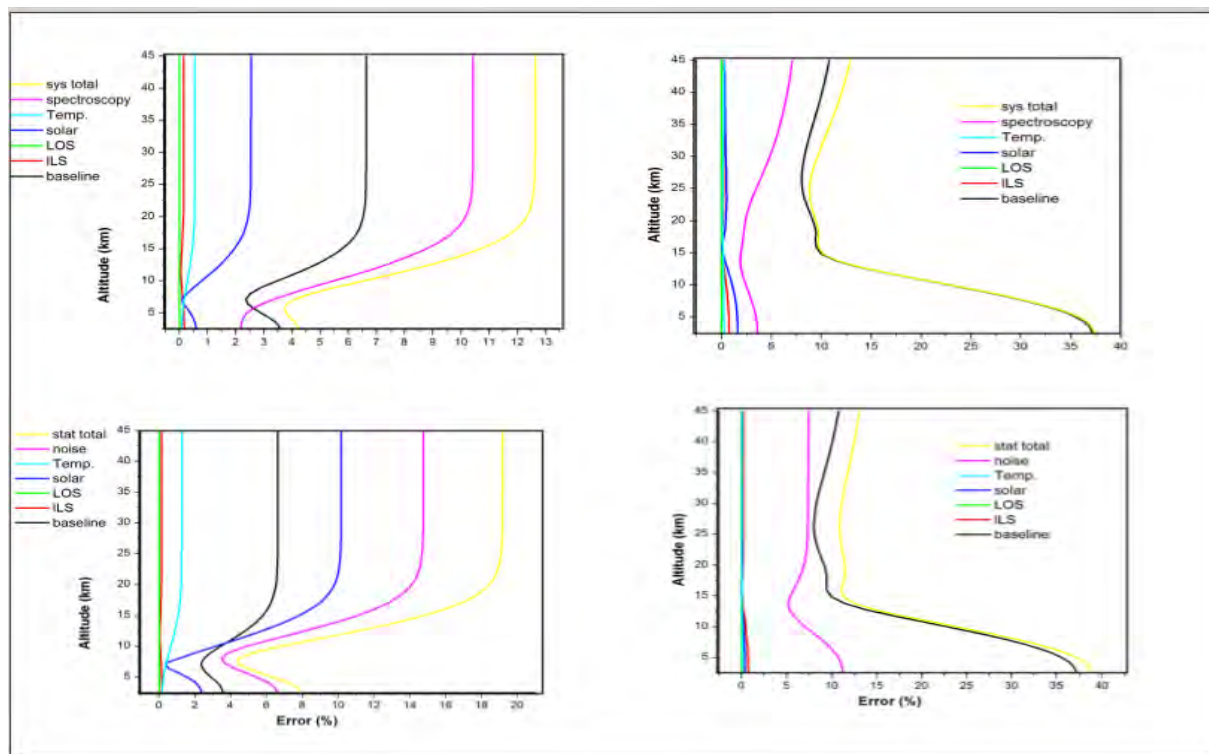 sys total
spectroscopy
Temp.
solar
LOS
ILS
baseline
Altitude (km)
45
40
35
30
25
20
15
10
5
0 1 2 3 4 5 6 7 8 9 10 11 12 13
sys total
spectroscopy
Temp.
solar
LOS
ILS
baseline
Altitude (km)
45
40
35
30
25
20
15
10
5
0 5 10 15 20 25 30 35 40
stat total
noise
Temp.
solar
LOS
ILS
baseline
Altitude (km)
45
40
35
30
25
20
15
10
5
0 2 4 6 8 10 12 14 16 18 20
Error (%)
stat total
noise
Temp.
solar
LOS
ILS
baseline
Altitude (km)
45
40
35
30
25
20
15
10
5
0 5 10 15 20 25 30 35 40
Error (%)